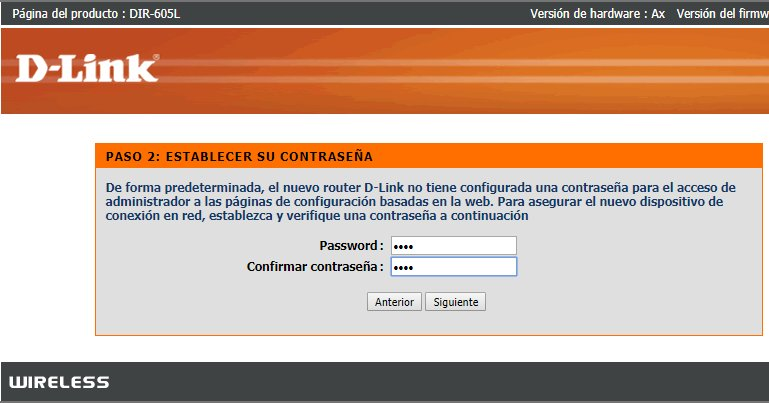 Página del producto : DIR-605L
Versión de hardware : Ax Versión del firmw
D-Link
PASO 2: ESTABLECER SU CONTRASEÑA
De forma predeterminada, el nuevo router D-Link no tiene configurada una contraseña para el acceso de
administrador a las páginas de configuración basadas en la web. Para asegurar el nuevo dispositivo de
conexión en red, establezca y verifique una contraseña a continuación
Password : ••••
Confirmar contraseña : ••••
Anterior Siguiente
WIRELESS